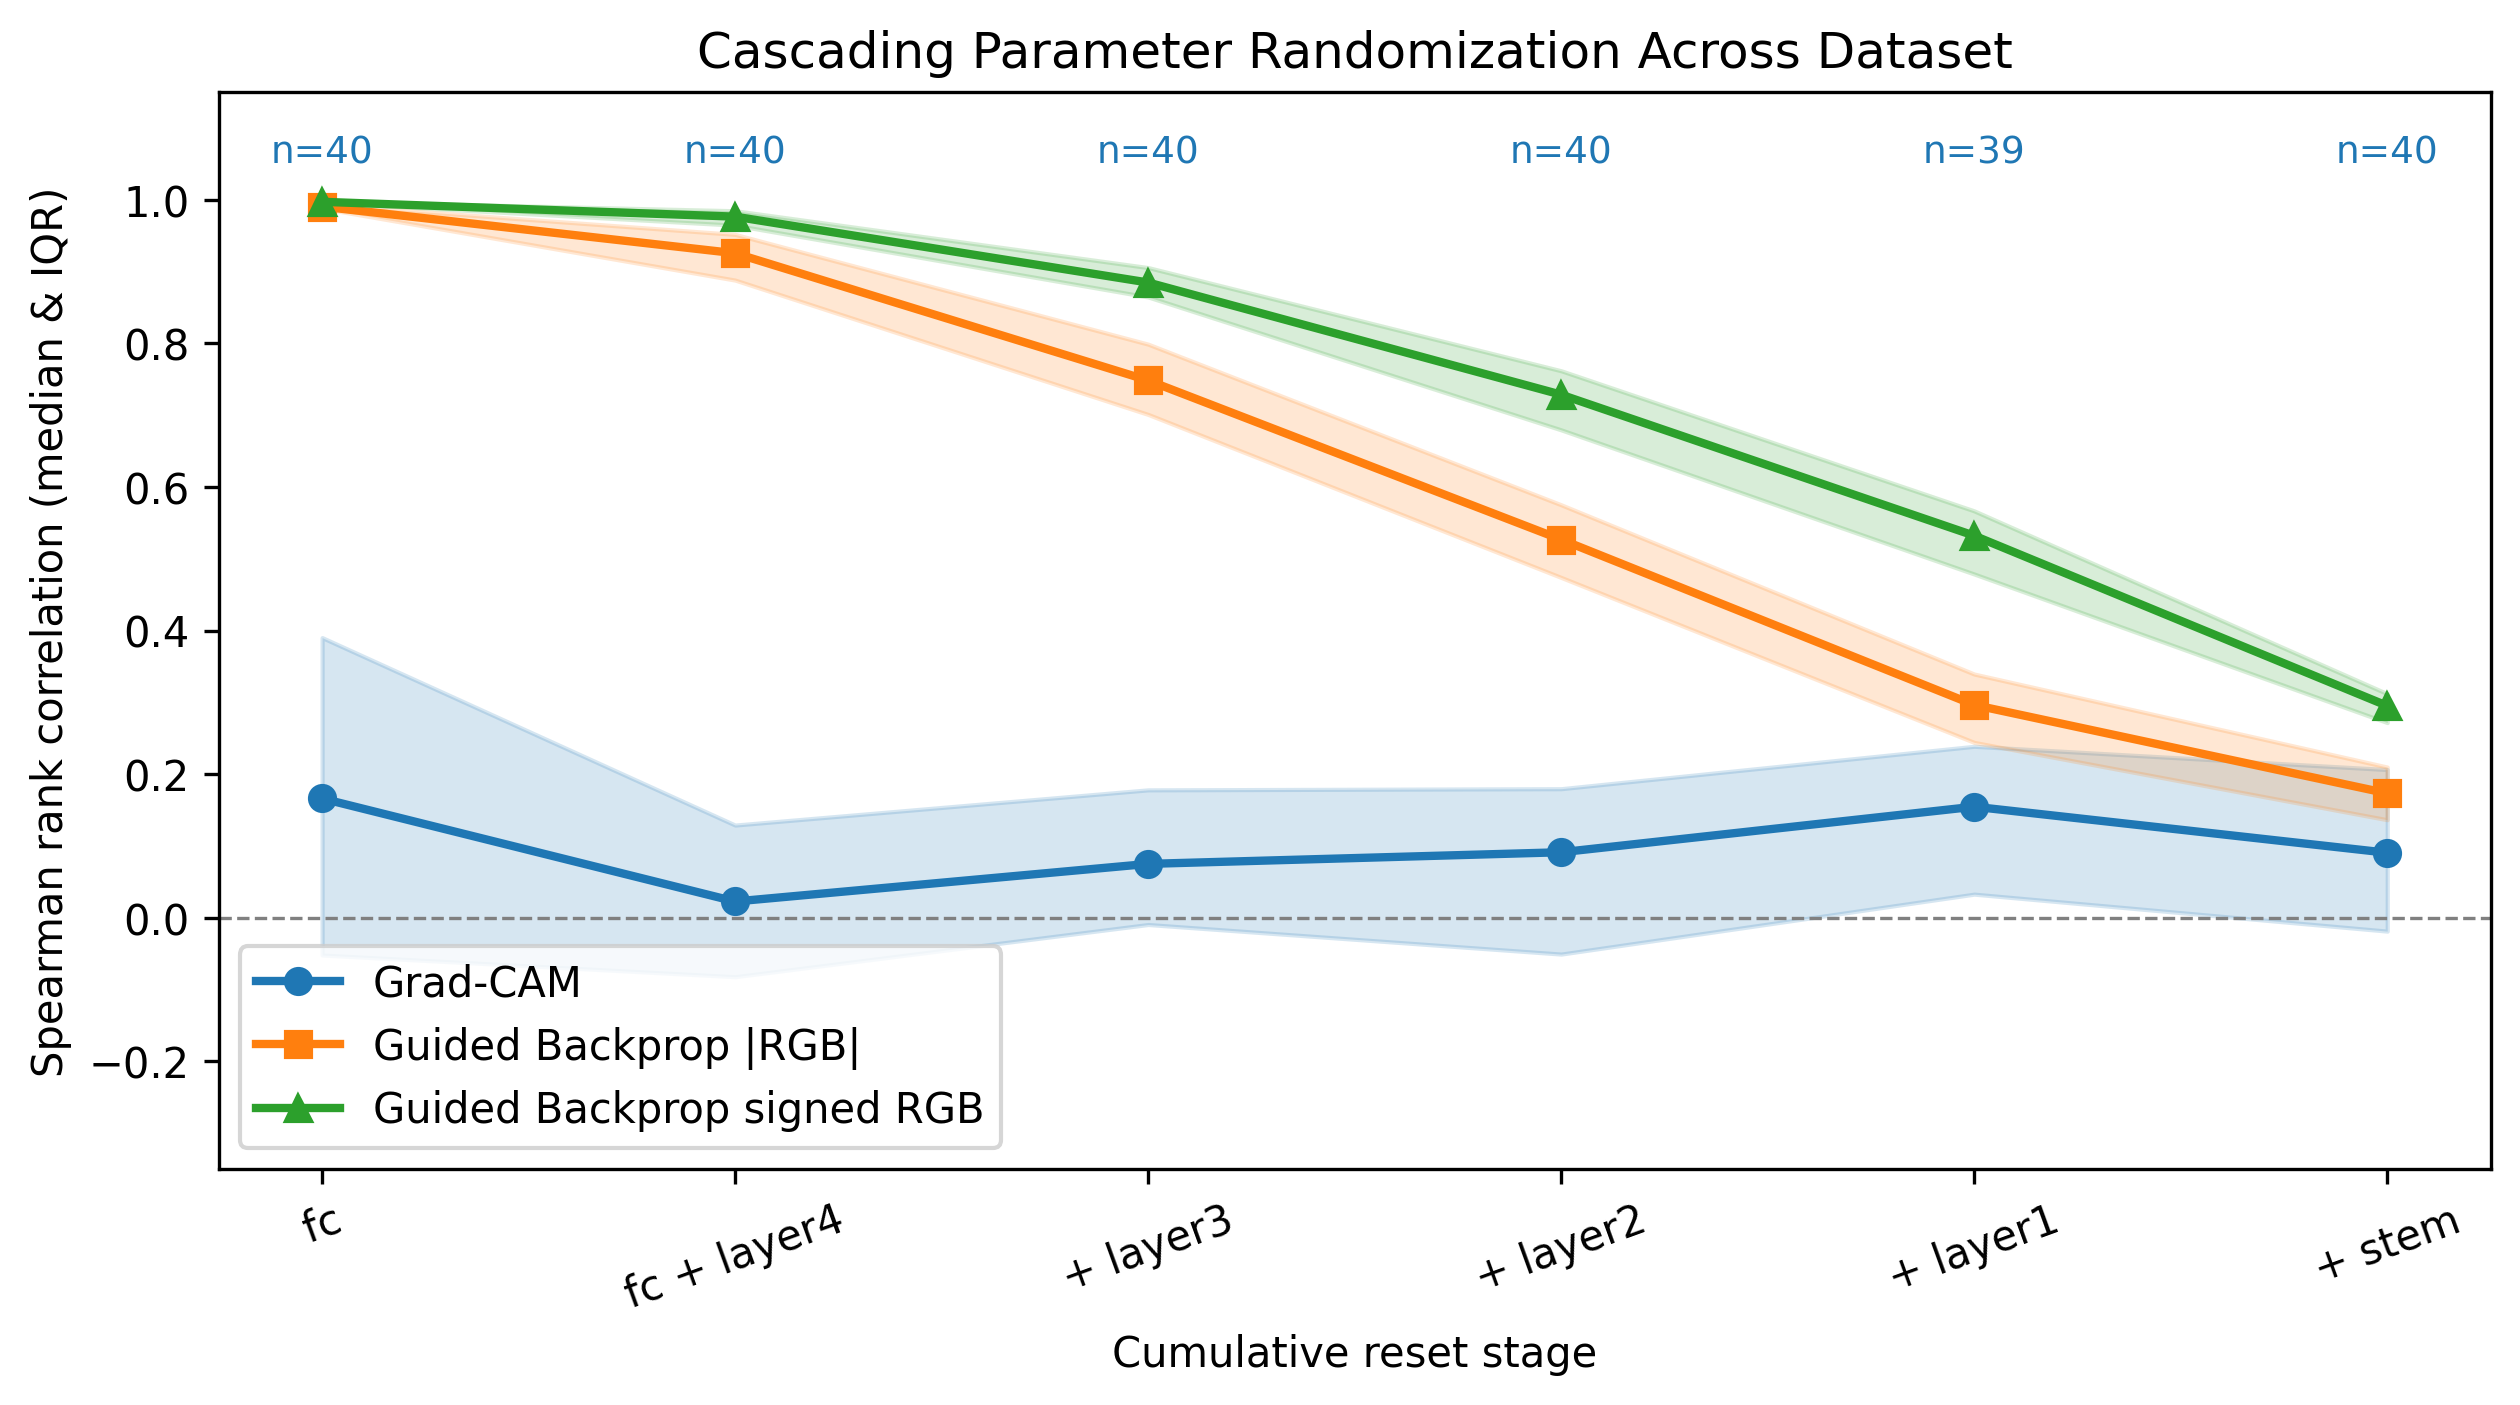 Cascading Parameter Randomization Across Dataset
n=40
n=40
n=40
n=40
n=39
n=40
Spearman rank correlation (median & IQR)
1.0
0.8
0.6
0.4
0.2
0.0
−0.2
Grad-CAM
Guided Backprop |RGB|
Guided Backprop signed RGB
fc
fc + layer4
+ layer3
+ layer2
+ layer1
+ stem
Cumulative reset stage